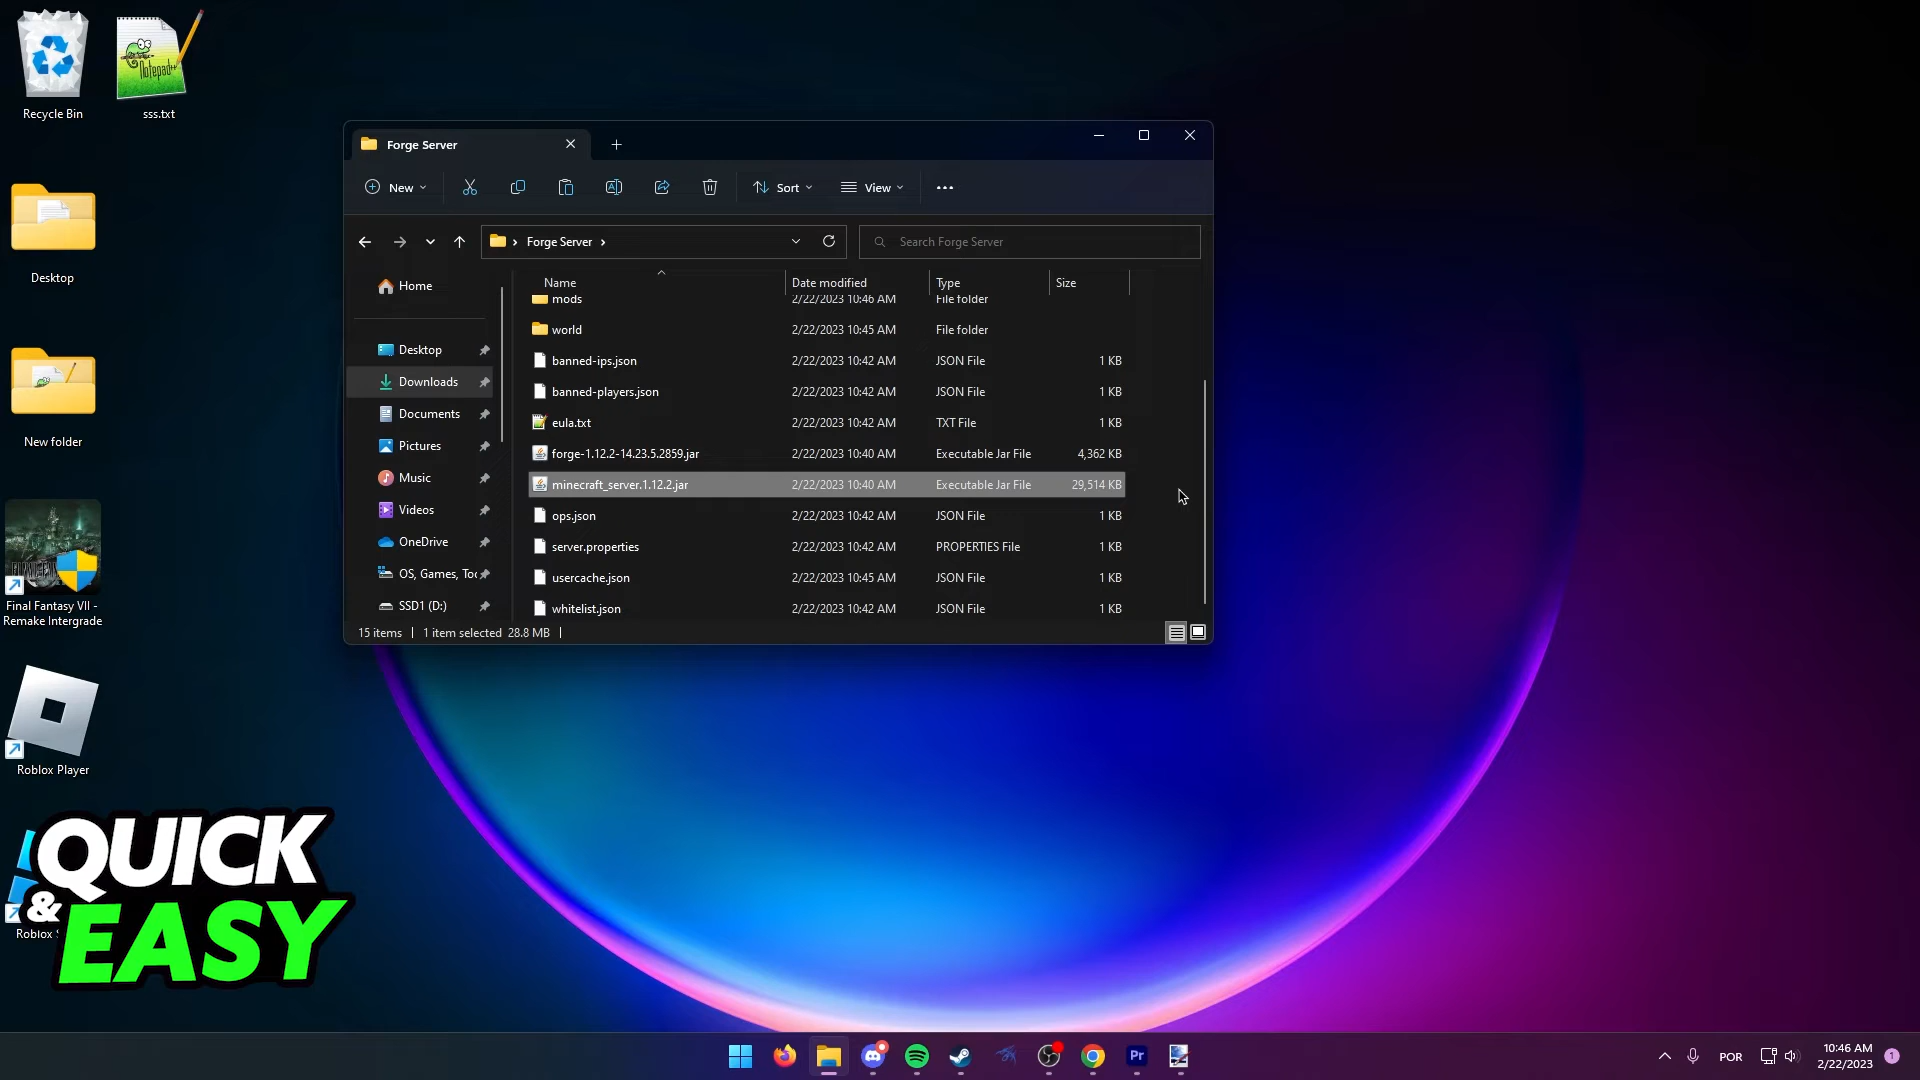 Recycle Bin
Notepad++
sss.txt
Desktop
New folder
Final Fantasy VII -
Remake Intergrade
Roblox Player
Roblox
QUICK
&
EASY
Forge Server
New
Sort
View
Forge Server
Search Forge Server
Home
Desktop
Downloads
Documents
Pictures
Music
Videos
OneDrive
OS, Games, Too
SSD1 (D:)
Name Date modified Type Size
mods 2/22/2023 10:46 AM File folder
world 2/22/2023 10:45 AM File folder
banned-ips.json 2/22/2023 10:42 AM JSON File 1 KB
banned-players.json 2/22/2023 10:42 AM JSON File 1 KB
eula.txt 2/22/2023 10:42 AM TXT File 1 KB
forge-1.12.2-14.23.5.2859.jar 2/22/2023 10:40 AM Executable Jar File 4,362 KB
minecraft_server.1.12.2.jar 2/22/2023 10:40 AM Executable Jar File 29,514 KB
ops.json 2/22/2023 10:42 AM JSON File 1 KB
server.properties 2/22/2023 10:42 AM PROPERTIES File 1 KB
usercache.json 2/22/2023 10:45 AM JSON File 1 KB
whitelist.json 2/22/2023 10:42 AM JSON File 1 KB
15 items 1 item selected 28.8 MB
Pr
POR
10:46 AM
2/22/2023
1